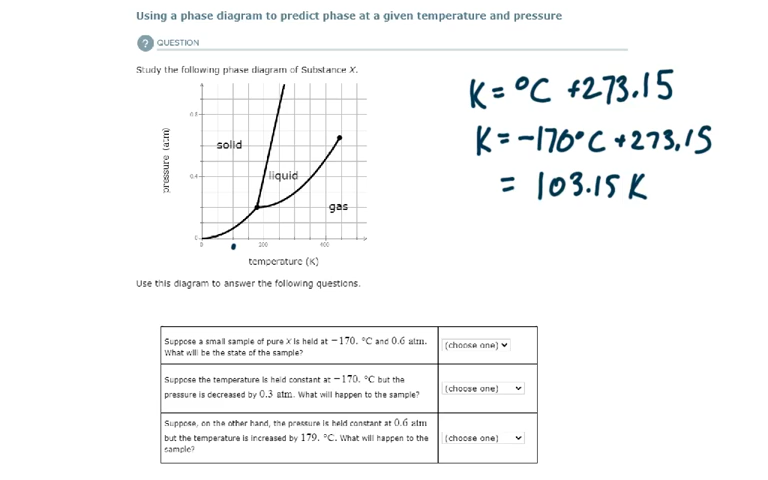 Using a phase diagram to predict phase at a given temperature and pressure
? QUESTION
Study the following phase diagram of Substance X.
K = °C +273.15
K = -170°C +273.15
= 103.15 K
pressure (atm)
0.8
0.4
0
solid
liquid
gas
0 200 400
temperature (K)
Use this diagram to answer the following questions.
Suppose a small sample of pure X is held at −170. °C and 0.6 atm.
What will be the state of the sample?
(choose one)
Suppose the temperature is held constant at −170. °C but the
pressure is decreased by 0.3 atm. What will happen to the sample?
(choose one)
Suppose, on the other hand, the pressure is held constant at 0.6 atm
but the temperature is increased by 179. °C. What will happen to the
sample?
(choose one)